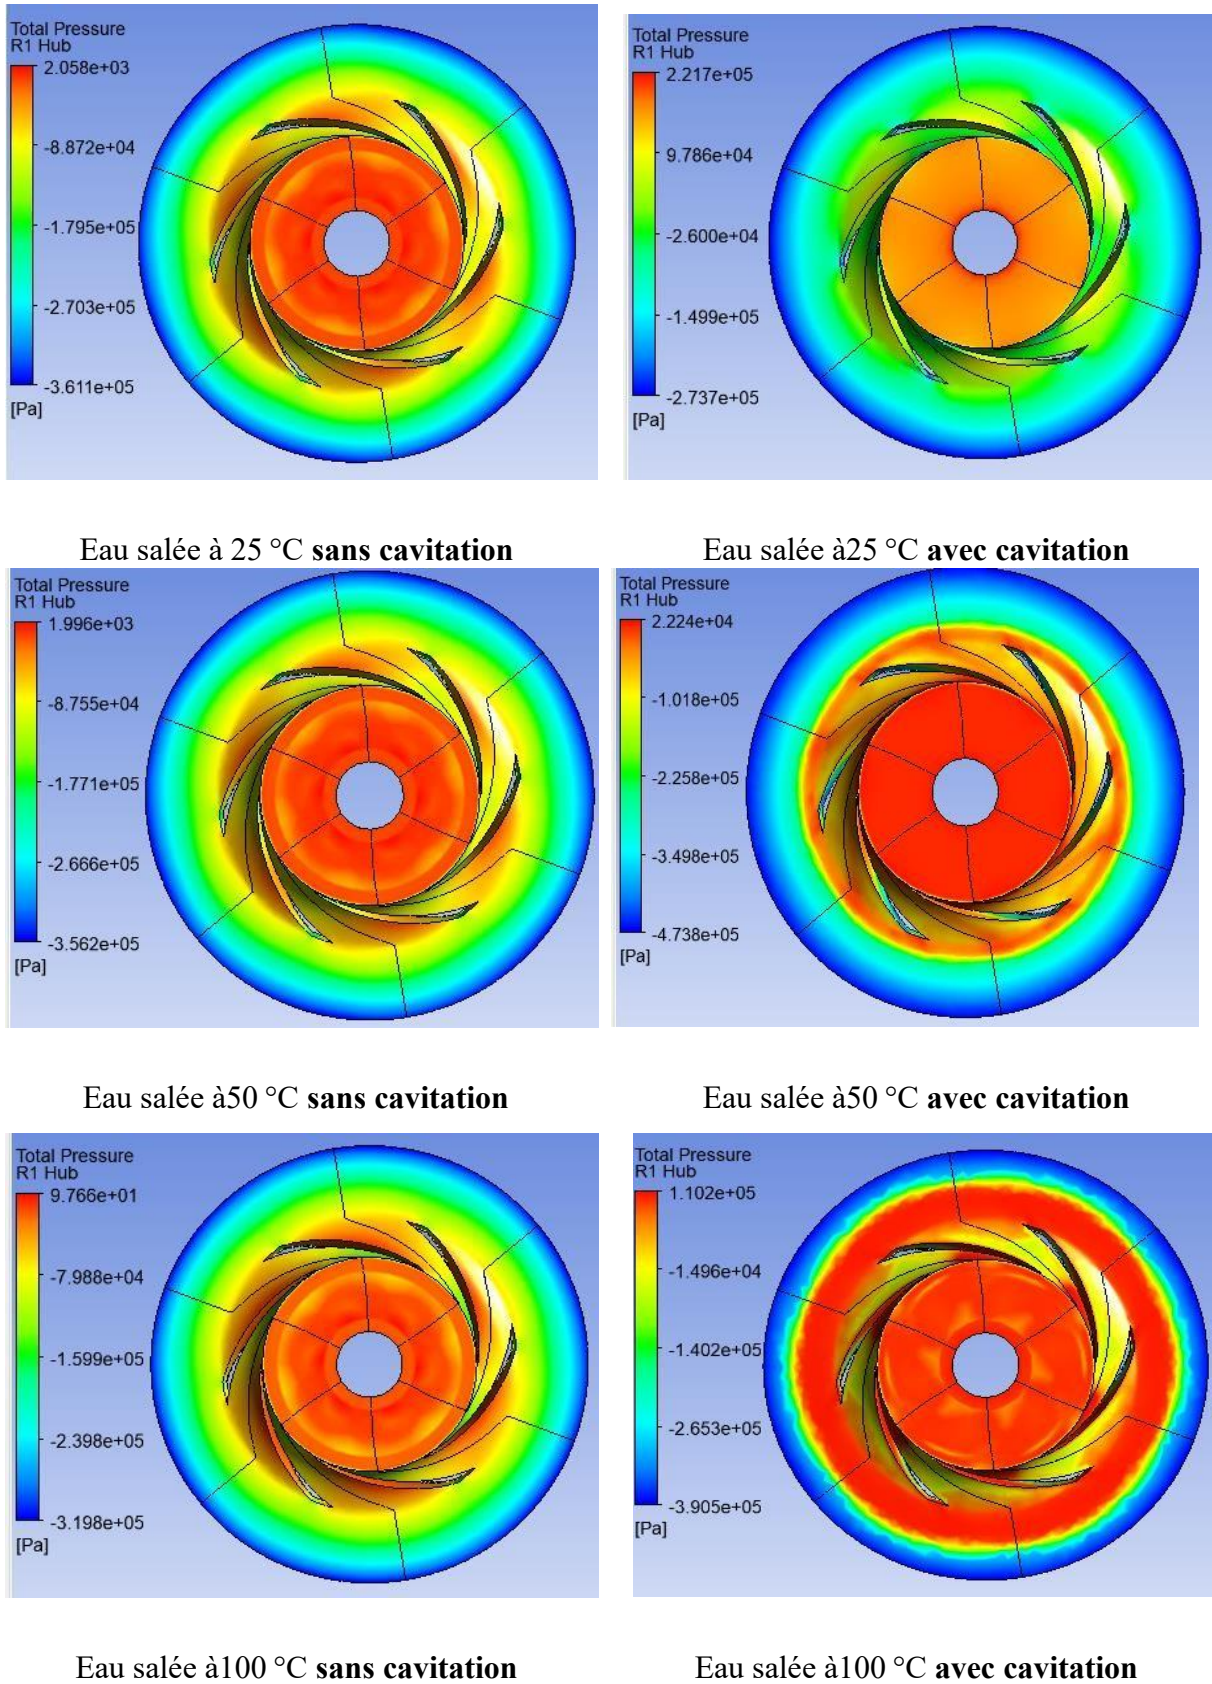 Total Pressure
R1 Hub
2.058e+03
-8.872e+04
-1.795e+05
-2.703e+05
-3.611e+05
[Pa]
Total Pressure
R1 Hub
2.217e+05
9.786e+04
-2.600e+04
-1.499e+05
-2.737e+05
[Pa]
Eau salée à 25 °C sans cavitation
Eau salée à25 °C avec cavitation
Total Pressure
R1 Hub
1.996e+03
-8.755e+04
-1.771e+05
-2.666e+05
-3.562e+05
[Pa]
Total Pressure
R1 Hub
2.224e+04
-1.018e+05
-2.258e+05
-3.498e+05
-4.738e+05
[Pa]
Eau salée à50 °C sans cavitation
Eau salée à50 °C avec cavitation
Total Pressure
R1 Hub
9.766e+01
-7.988e+04
-1.599e+05
-2.398e+05
-3.198e+05
[Pa]
Total Pressure
R1 Hub
1.102e+05
-1.496e+04
-1.402e+05
-2.653e+05
-3.905e+05
[Pa]
Eau salée à100 °C sans cavitation
Eau salée à100 °C avec cavitation